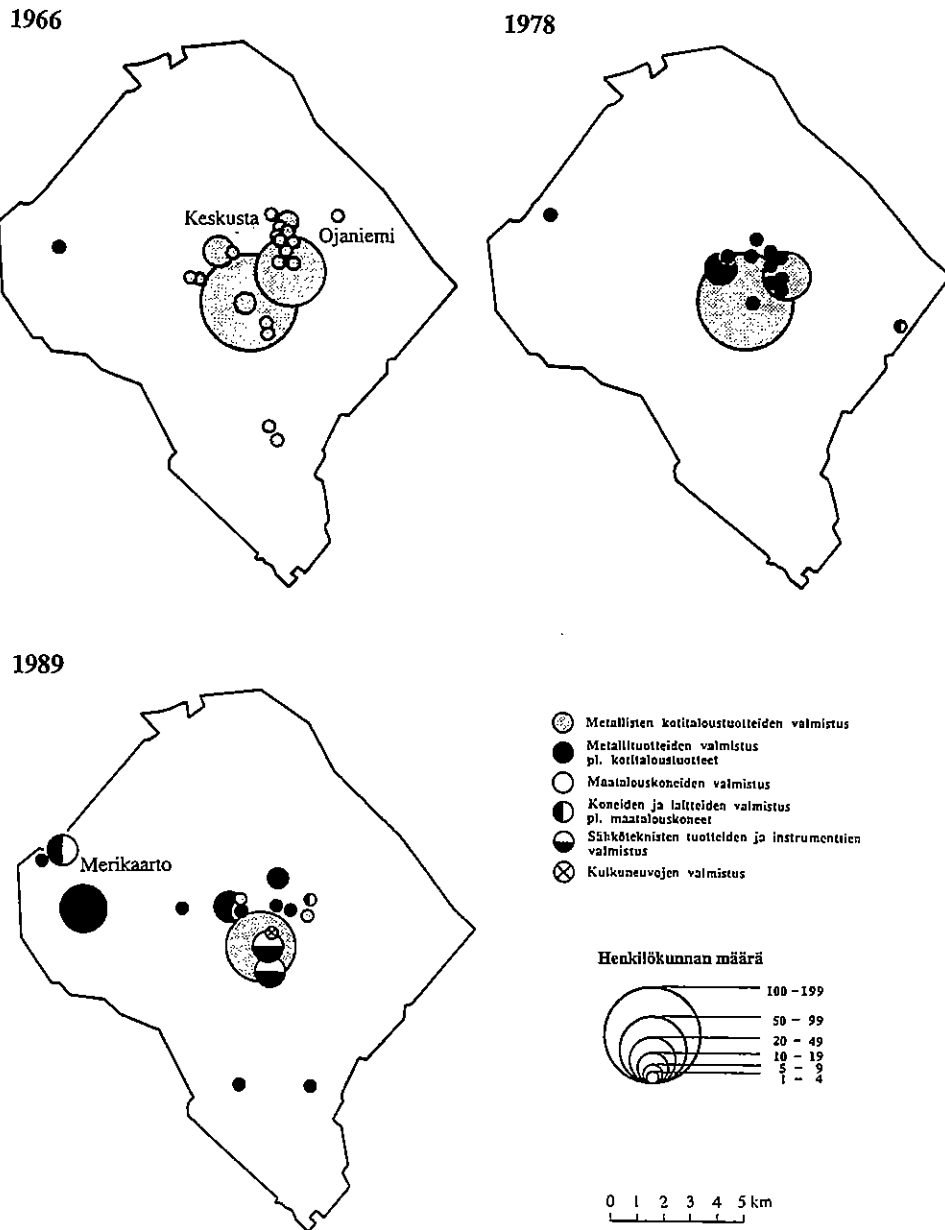 1966
1978
Keskusta
Ojaniemi
1989
Merikaarto
Metallisten kotitaloustuotteiden valmistus
Metallituotteiden valmistus
pl. kotitaloustuotteet
Maatalouskoneiden valmistus
Koneiden ja laitteiden valmistus
pl. maatalouskoneet
Sähköteknisten tuotteiden ja instrumenttien
valmistus
Kulkuneuvojen valmistus
Henkilökunnan määrä
100 - 199
50 - 99
20 - 49
10 - 19
5 - 9
1 - 4
0 1 2 3 4 5 km